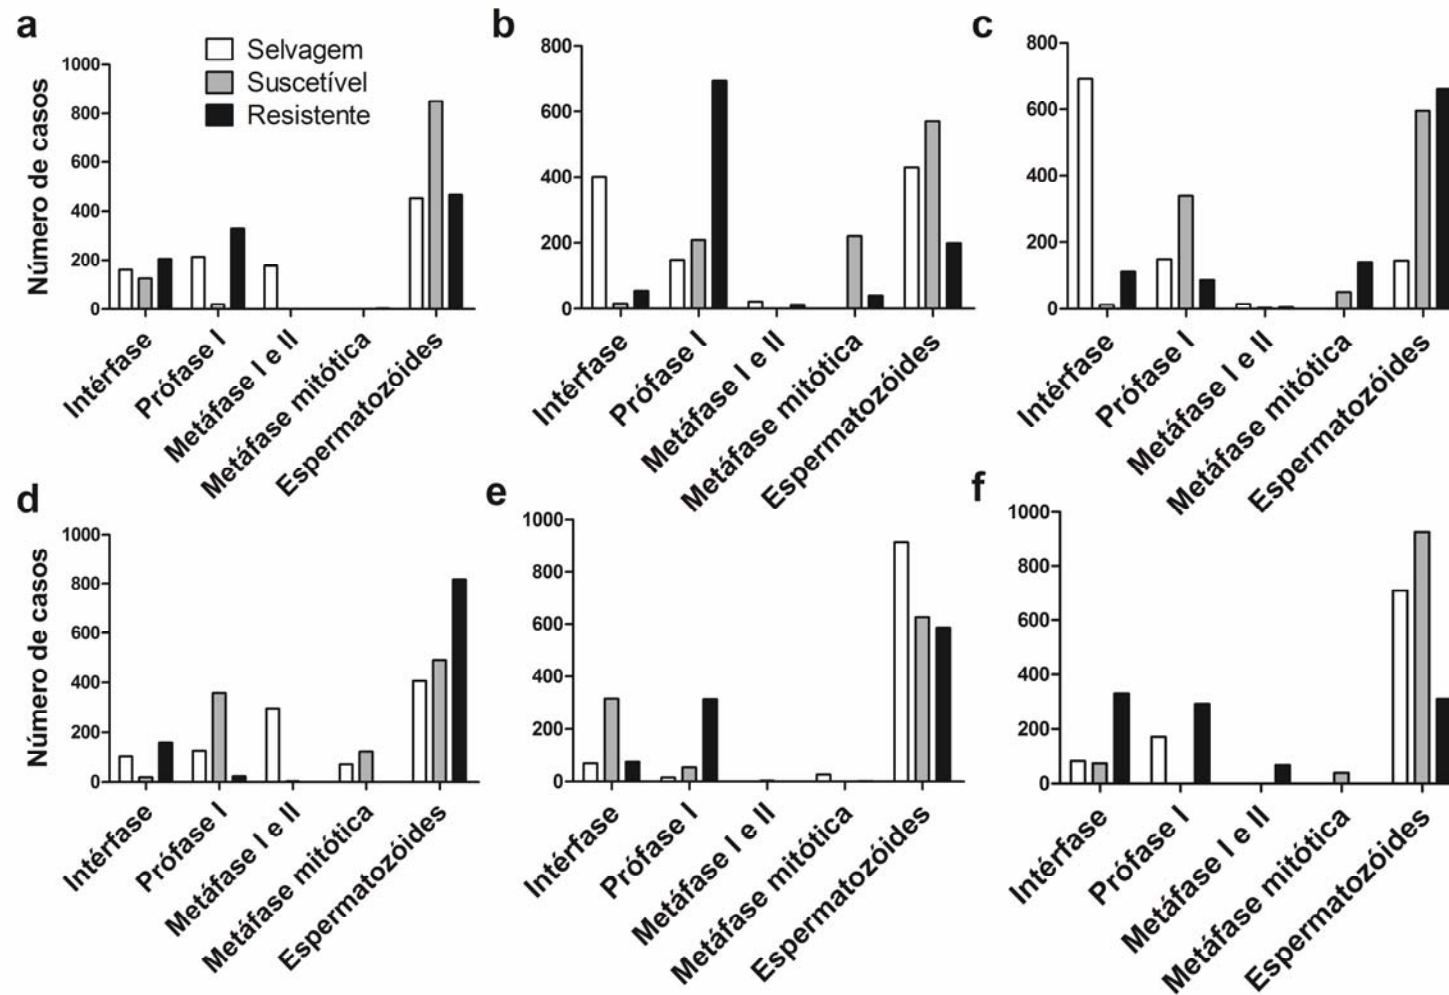 a
Selvagem
Suscetível
Resistente
Número de casos
1000
800
600
400
200
0
Intérfase
Prófase I
Metáfase I e II
Metáfase mitótica
Espermatozóides
b
800
600
400
200
0
Intérfase
Prófase I
Metáfase I e II
Metáfase mitótica
Espermatozóides
c
800
600
400
200
0
Intérfase
Prófase I
Metáfase I e II
Metáfase mitótica
Espermatozóides
d
Número de casos
1000
800
600
400
200
0
Intérfase
Prófase I
Metáfase I e II
Metáfase mitótica
Espermatozóides
e
1000
800
600
400
200
0
Intérfase
Prófase I
Metáfase I e II
Metáfase mitótica
Espermatozóides
f
1000
800
600
400
200
0
Intérfase
Prófase I
Metáfase I e II
Metáfase mitótica
Espermatozóides